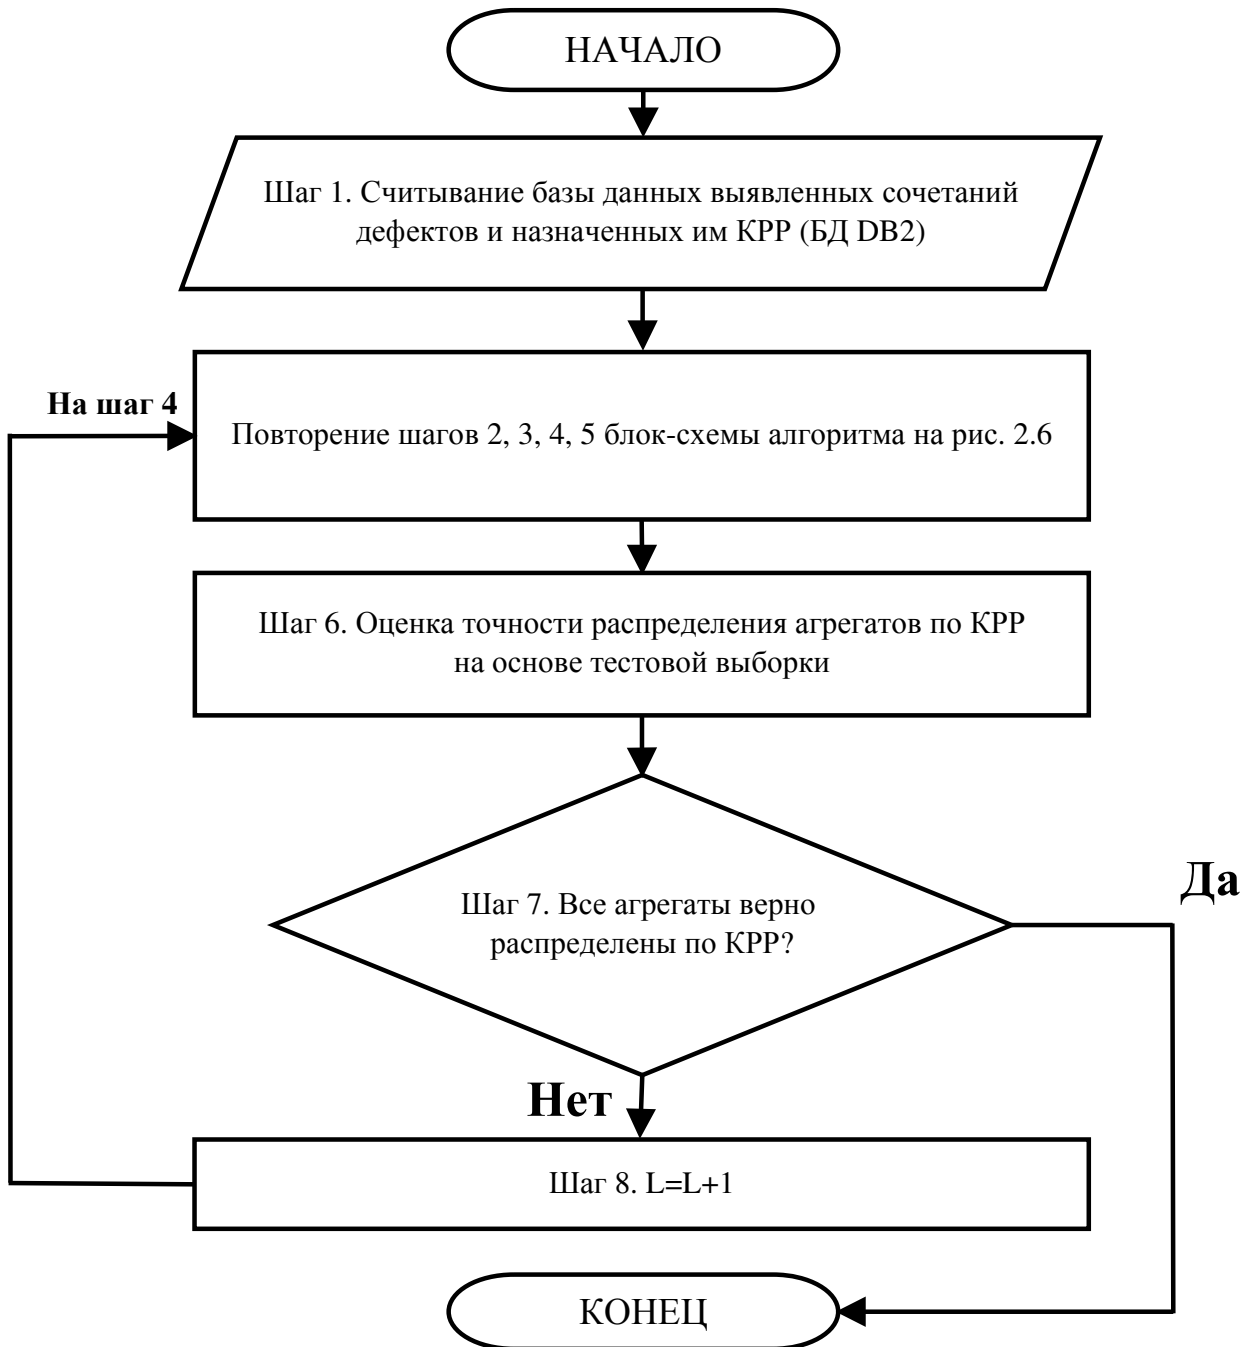 НАЧАЛО
Шаг 1. Считывание базы данных выявленных сочетаний
дефектов и назначенных им КРР (БД DB2)
На шаг 4
Повторение шагов 2, 3, 4, 5 блок-схемы алгоритма на рис. 2.6
Шаг 6. Оценка точности распределения агрегатов по КРР
на основе тестовой выборки
Да
Шаг 7. Все агрегаты верно
распределены по КРР?
Нет
Шаг 8. L=L+1
КОНЕЦ